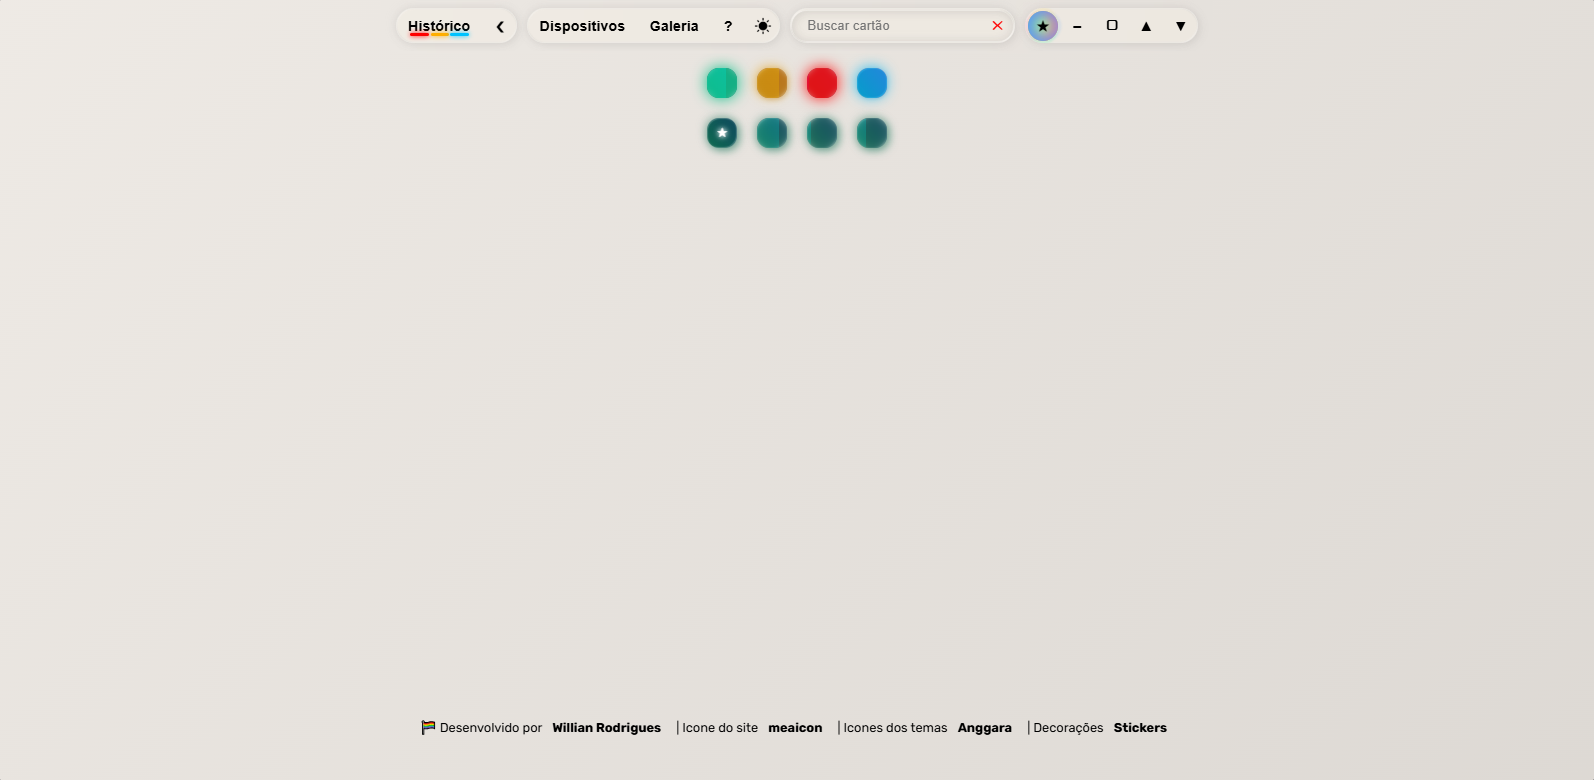 Histórico ❮ Dispositivos Galeria ? Buscar cartão
Desenvolvido por Willian Rodrigues | Icone do site meaicon | Icones dos temas Anggara | Decorações Stickers